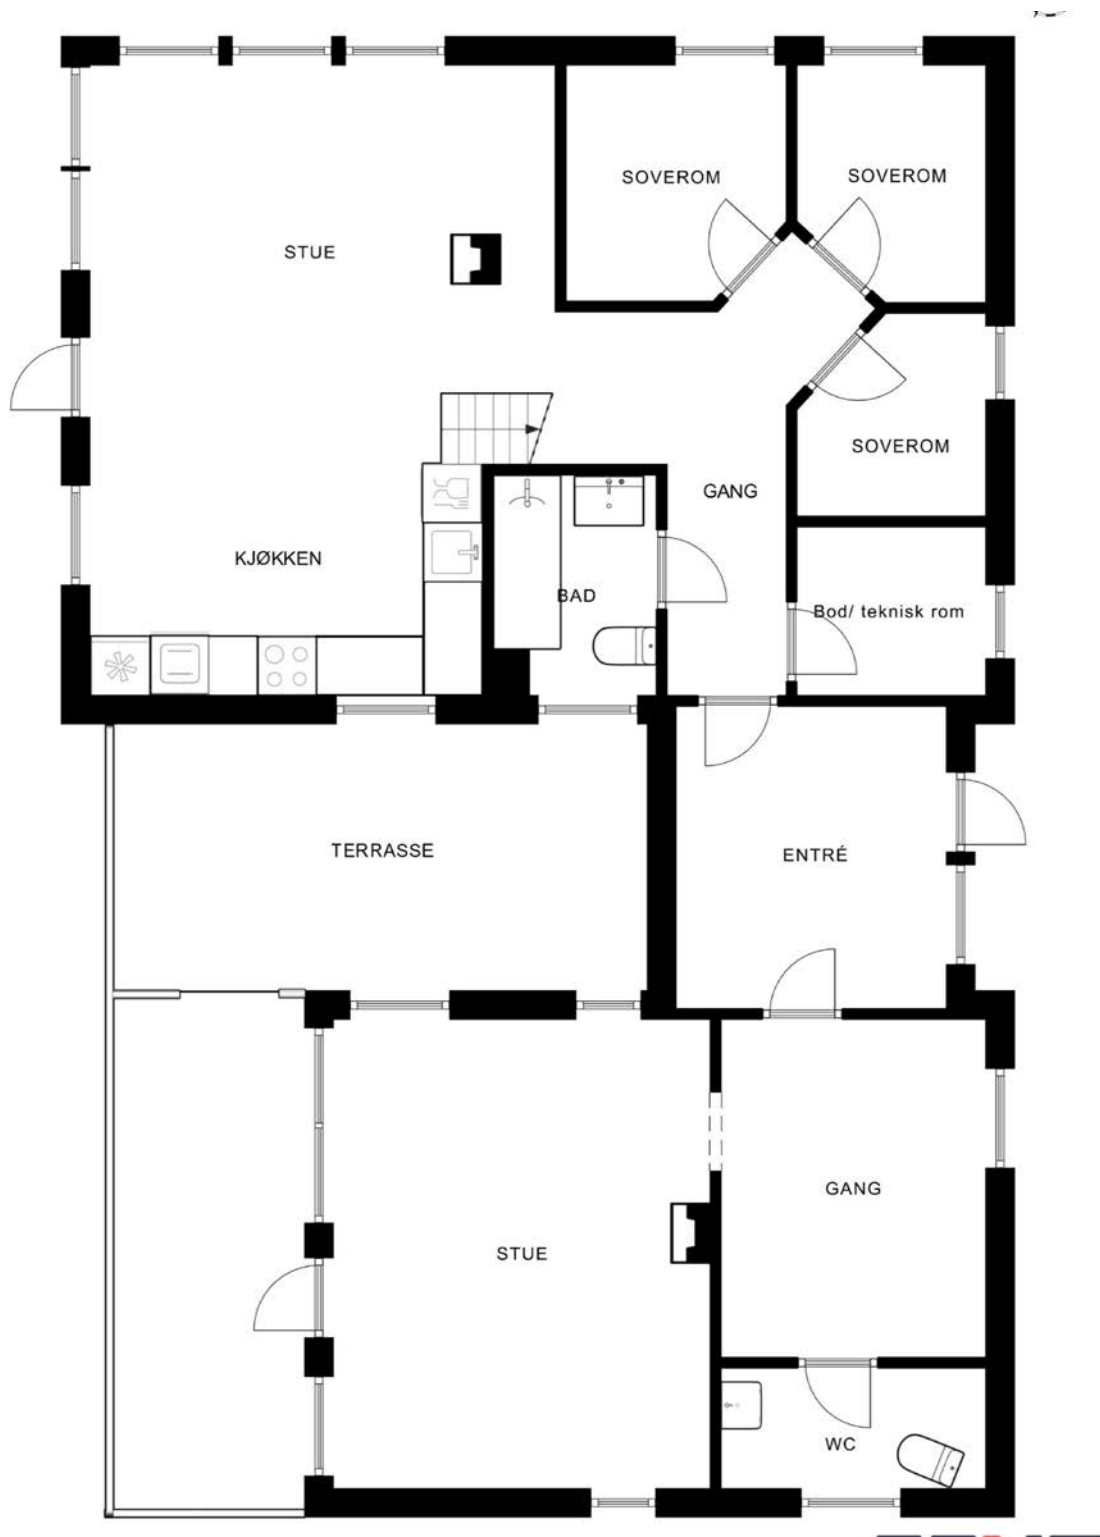 SOVEROM
SOVEROM
STUE
SOVEROM
GANG
KJØKKEN
BAD
Bod/ teknisk rom
TERRASSE
ENTRÉ
GANG
STUE
WC